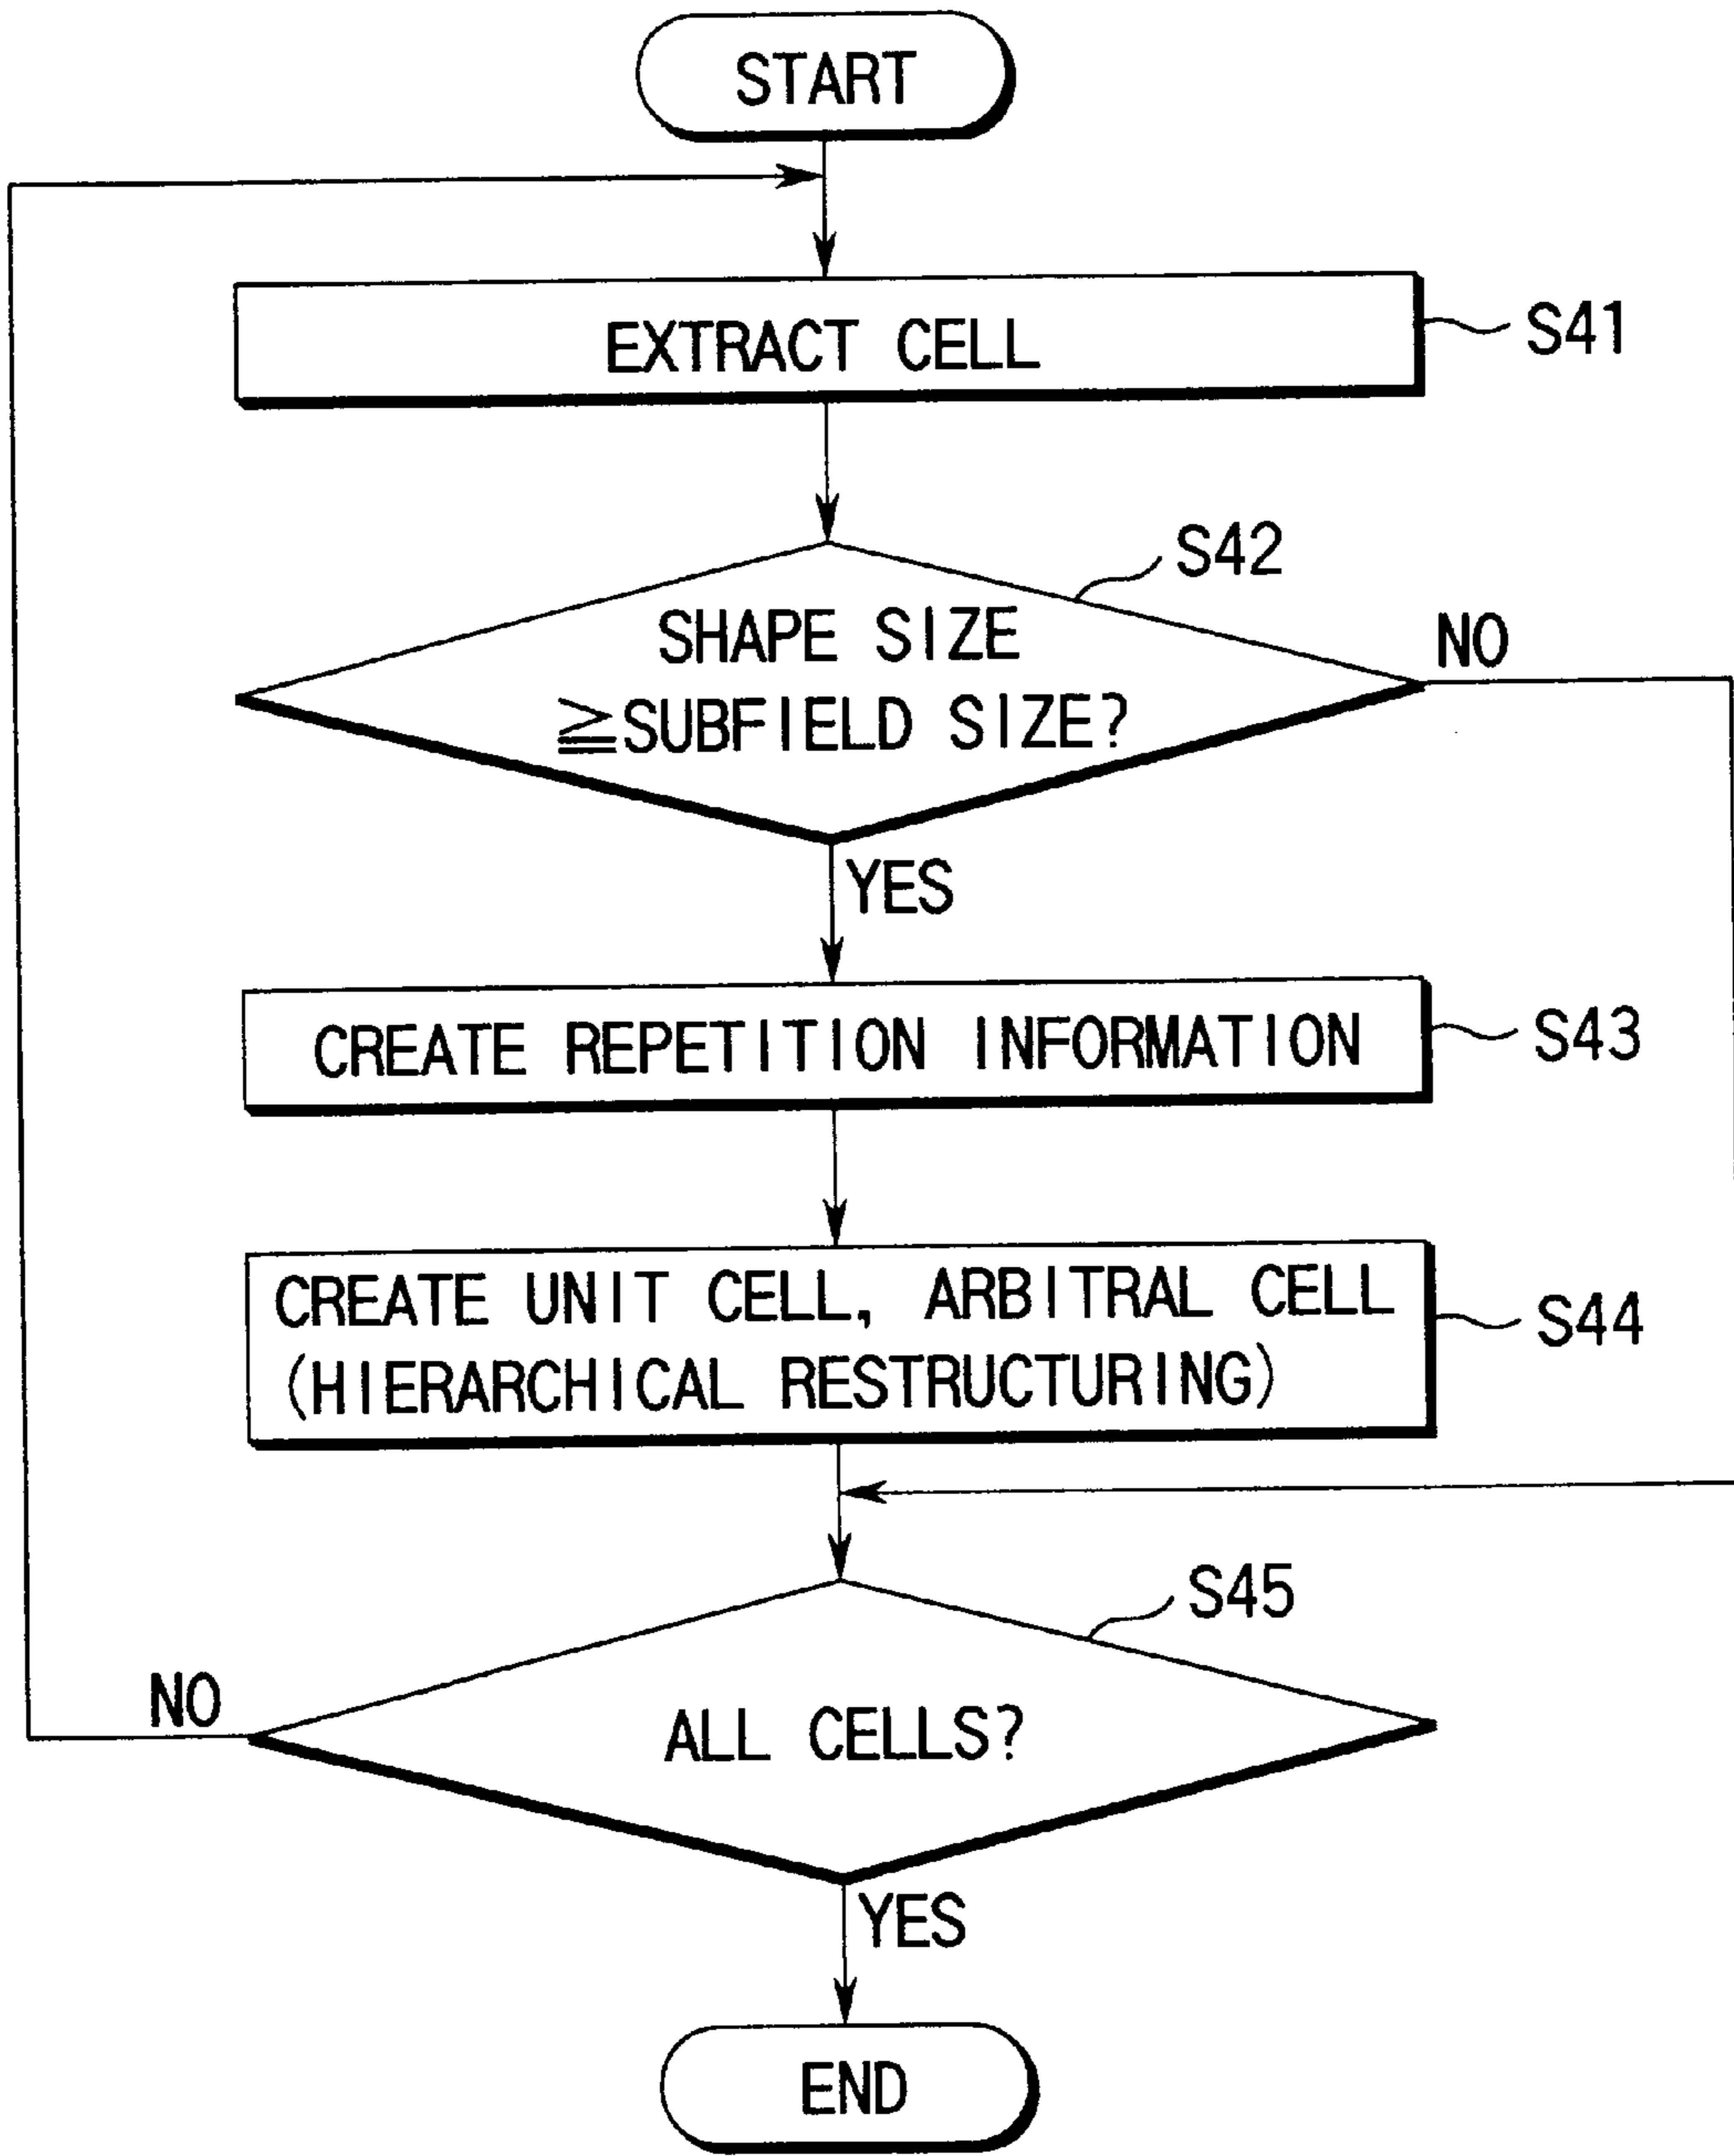 START
EXTRACT CELL
S41
S42
SHAPE SIZE
≧SUBFIELD SIZE?
NO
YES
CREATE REPETITION INFORMATION
S43
CREATE UNIT CELL, ARBITRAL CELL
(HIERARCHICAL RESTRUCTURING)
S44
S45
NO
ALL CELLS?
YES
END